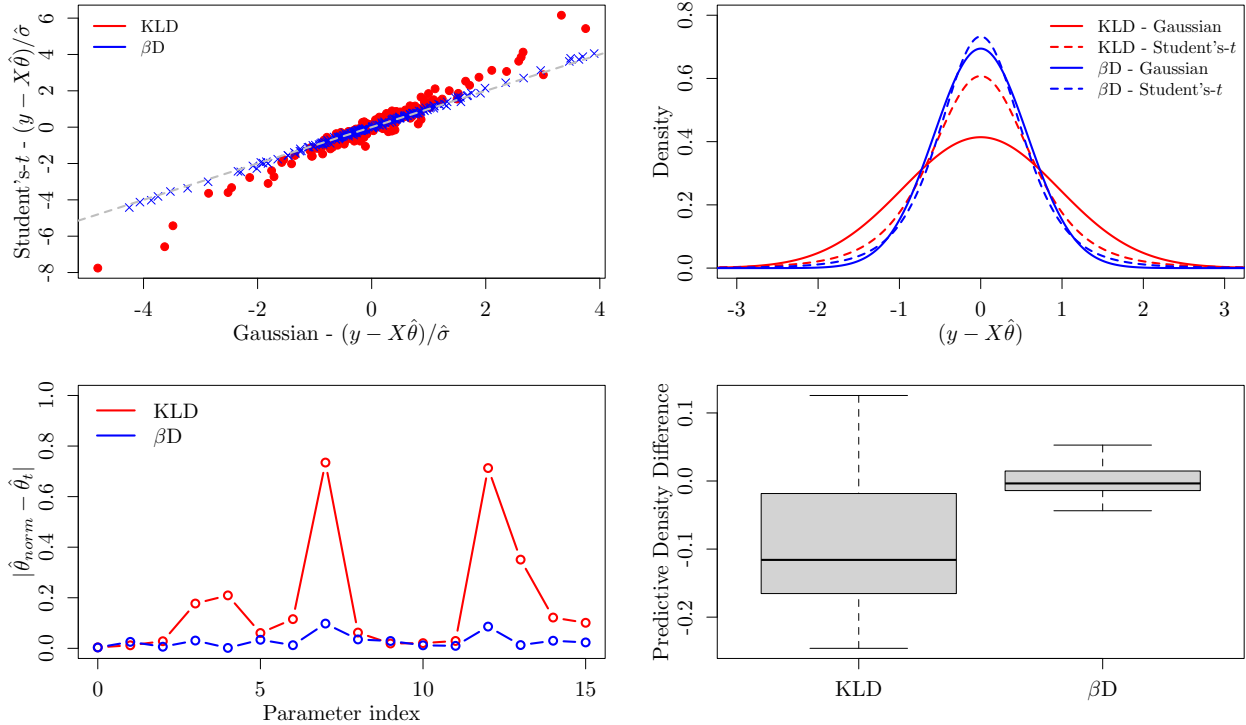 Student's-t - (y − Xθ̂)/σ̂
6
4
2
0
-2
-4
-6
-8
KLD
βD
-4
-2
0
2
4
Gaussian - (y − Xθ̂)/σ̂
Density
0.8
0.6
0.4
0.2
0.0
KLD - Gaussian
KLD - Student's-t
βD - Gaussian
βD - Student's-t
-3
-2
-1
0
1
2
3
(y − Xθ̂)
|θ̂norm − θ̂t|
1.0
0.8
0.6
0.4
0.2
0.0
KLD
βD
0
5
10
15
Parameter index
Predictive Density Difference
0.1
0.0
-0.1
-0.2
KLD
βD